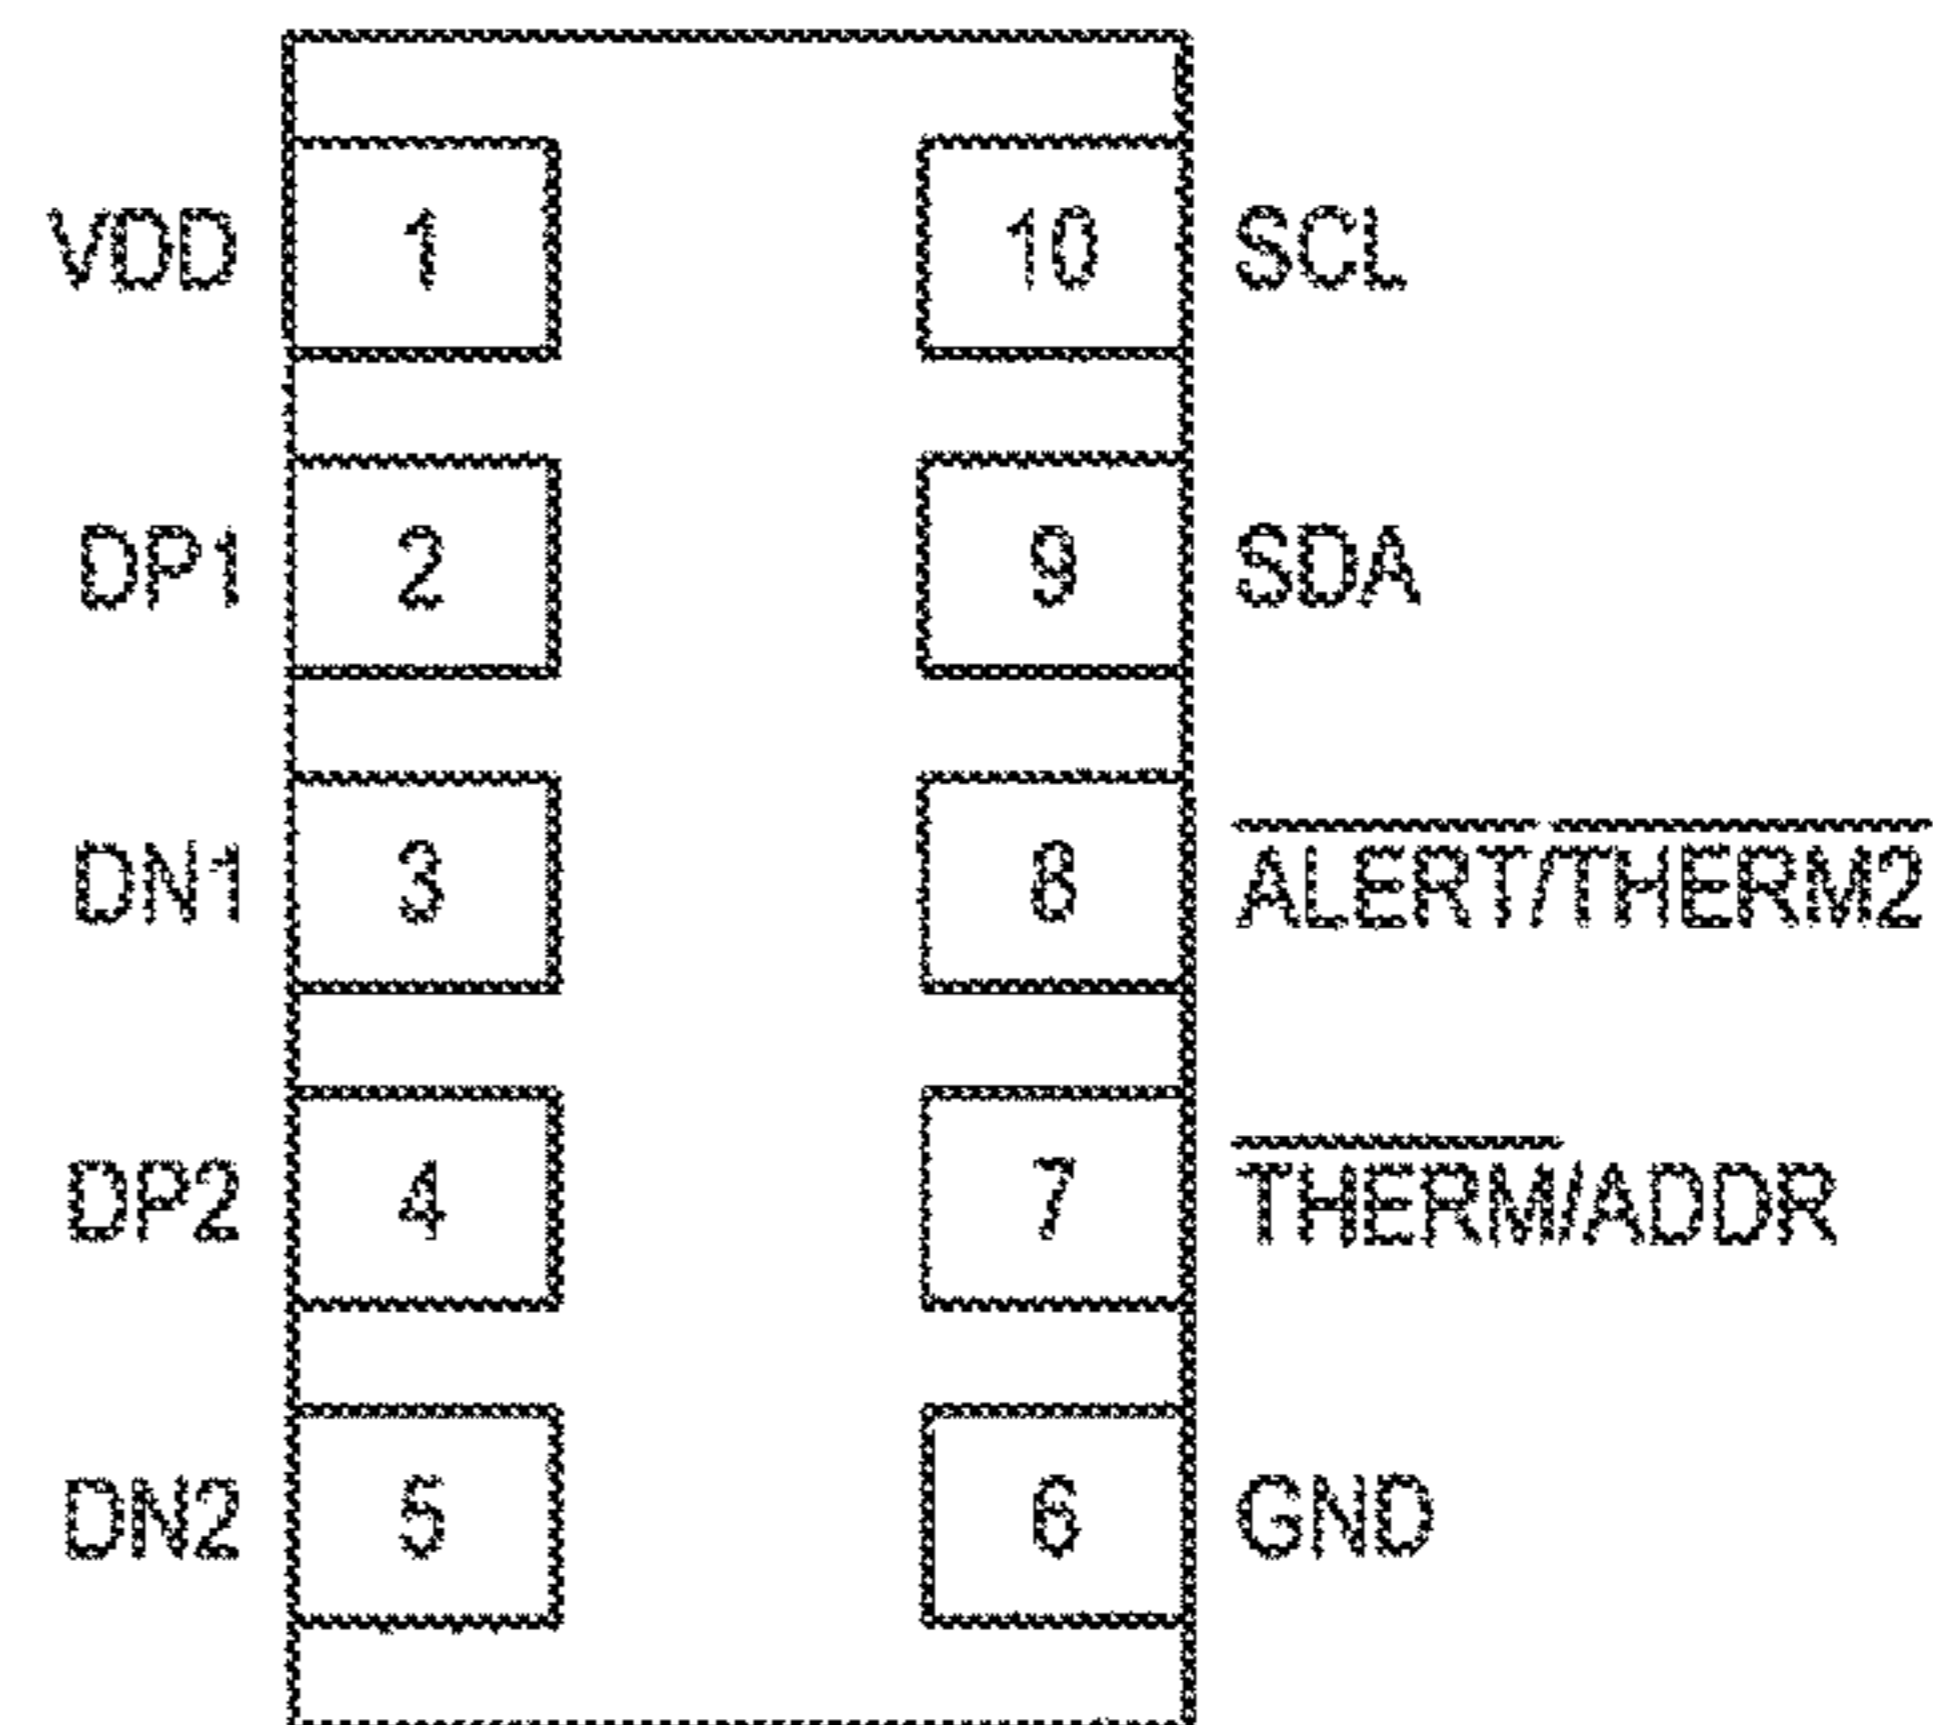 VDD 1 10 SCL
DP1 2 9 SDA
DN1 3 8 ALERT/THERM2
DP2 4 7 THERM/ADDR
DN2 5 6 GND